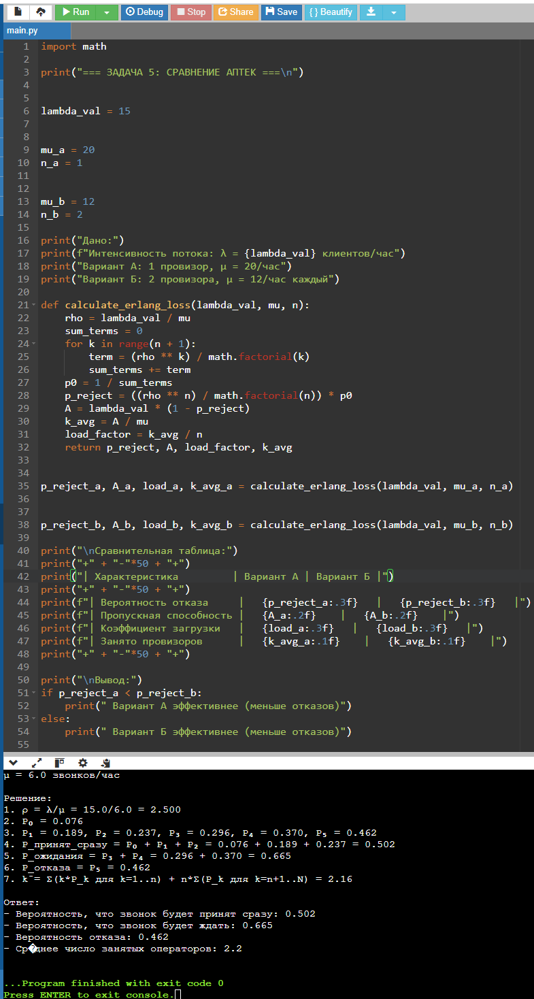 Run Debug Stop Share Save { } Beautify
main.py
1 import math
2
3 print("=== ЗАДАЧА 5: СРАВНЕНИЕ АПТЕК ===\n")
4
5
6 lambda_val = 15
7
8
9 mu_a = 20
10 n_a = 1
11
12
13 mu_b = 12
14 n_b = 2
15
16 print("Дано:")
17 print(f"Интенсивность потока: λ = {lambda_val} клиентов/час")
18 print("Вариант А: 1 провизор, μ = 20/час")
19 print("Вариант Б: 2 провизора, μ = 12/час каждый")
20
21 def calculate_erlang_loss(lambda_val, mu, n):
22     rho = lambda_val / mu
23     sum_terms = 0
24     for k in range(n + 1):
25         term = (rho ** k) / math.factorial(k)
26         sum_terms += term
27     p0 = 1 / sum_terms
28     p_reject = ((rho ** n) / math.factorial(n)) * p0
29     A = lambda_val * (1 - p_reject)
30     k_avg = A / mu
31     load_factor = k_avg / n
32     return p_reject, A, load_factor, k_avg
33
34
35 p_reject_a, A_a, load_a, k_avg_a = calculate_erlang_loss(lambda_val, mu_a, n_a)
36
37
38 p_reject_b, A_b, load_b, k_avg_b = calculate_erlang_loss(lambda_val, mu_b, n_b)
39
40 print("\nСравнительная таблица:")
41 print("+" + "-"*50 + "+")
42 print("| Характеристика         | Вариант А | Вариант Б |")
43 print("+" + "-"*50 + "+")
44 print(f"| Вероятность отказа     |   {p_reject_a:.3f}   |   {p_reject_b:.3f}   |")
45 print(f"| Пропускная способность |   {A_a:.2f}    |   {A_b:.2f}    |")
46 print(f"| Коэффициент загрузки   |   {load_a:.3f}   |   {load_b:.3f}   |")
47 print(f"| Занято провизоров      |   {k_avg_a:.1f}    |   {k_avg_b:.1f}    |")
48 print("+" + "-"*50 + "+")
49
50 print("\nВывод:")
51 if p_reject_a < p_reject_b:
52     print(" Вариант А эффективнее (меньше отказов)")
53 else:
54     print(" Вариант Б эффективнее (меньше отказов)")
55
μ = 6.0 звонков/час
Решение:
1. ρ = λ/μ = 15.0/6.0 = 2.500
2. P₀ = 0.076
3. P₁ = 0.189, P₂ = 0.237, P₃ = 0.296, P₄ = 0.370, P₅ = 0.462
4. P_принят_сразу = P₀ + P₁ + P₂ = 0.076 + 0.189 + 0.237 = 0.502
5. P_ожидания = P₃ + P₄ = 0.296 + 0.370 = 0.665
6. P_отказа = P₅ = 0.462
7. k̄ = Σ(k*P_k для k=1..n) + n*Σ(P_k для k=n+1..N) = 2.16
Ответ:
- Вероятность, что звонок будет принят сразу: 0.502
- Вероятность, что звонок будет ждать: 0.665
- Вероятность отказа: 0.462
- Ср�днее число занятых операторов: 2.2
...Program finished with exit code 0
Press ENTER to exit console.